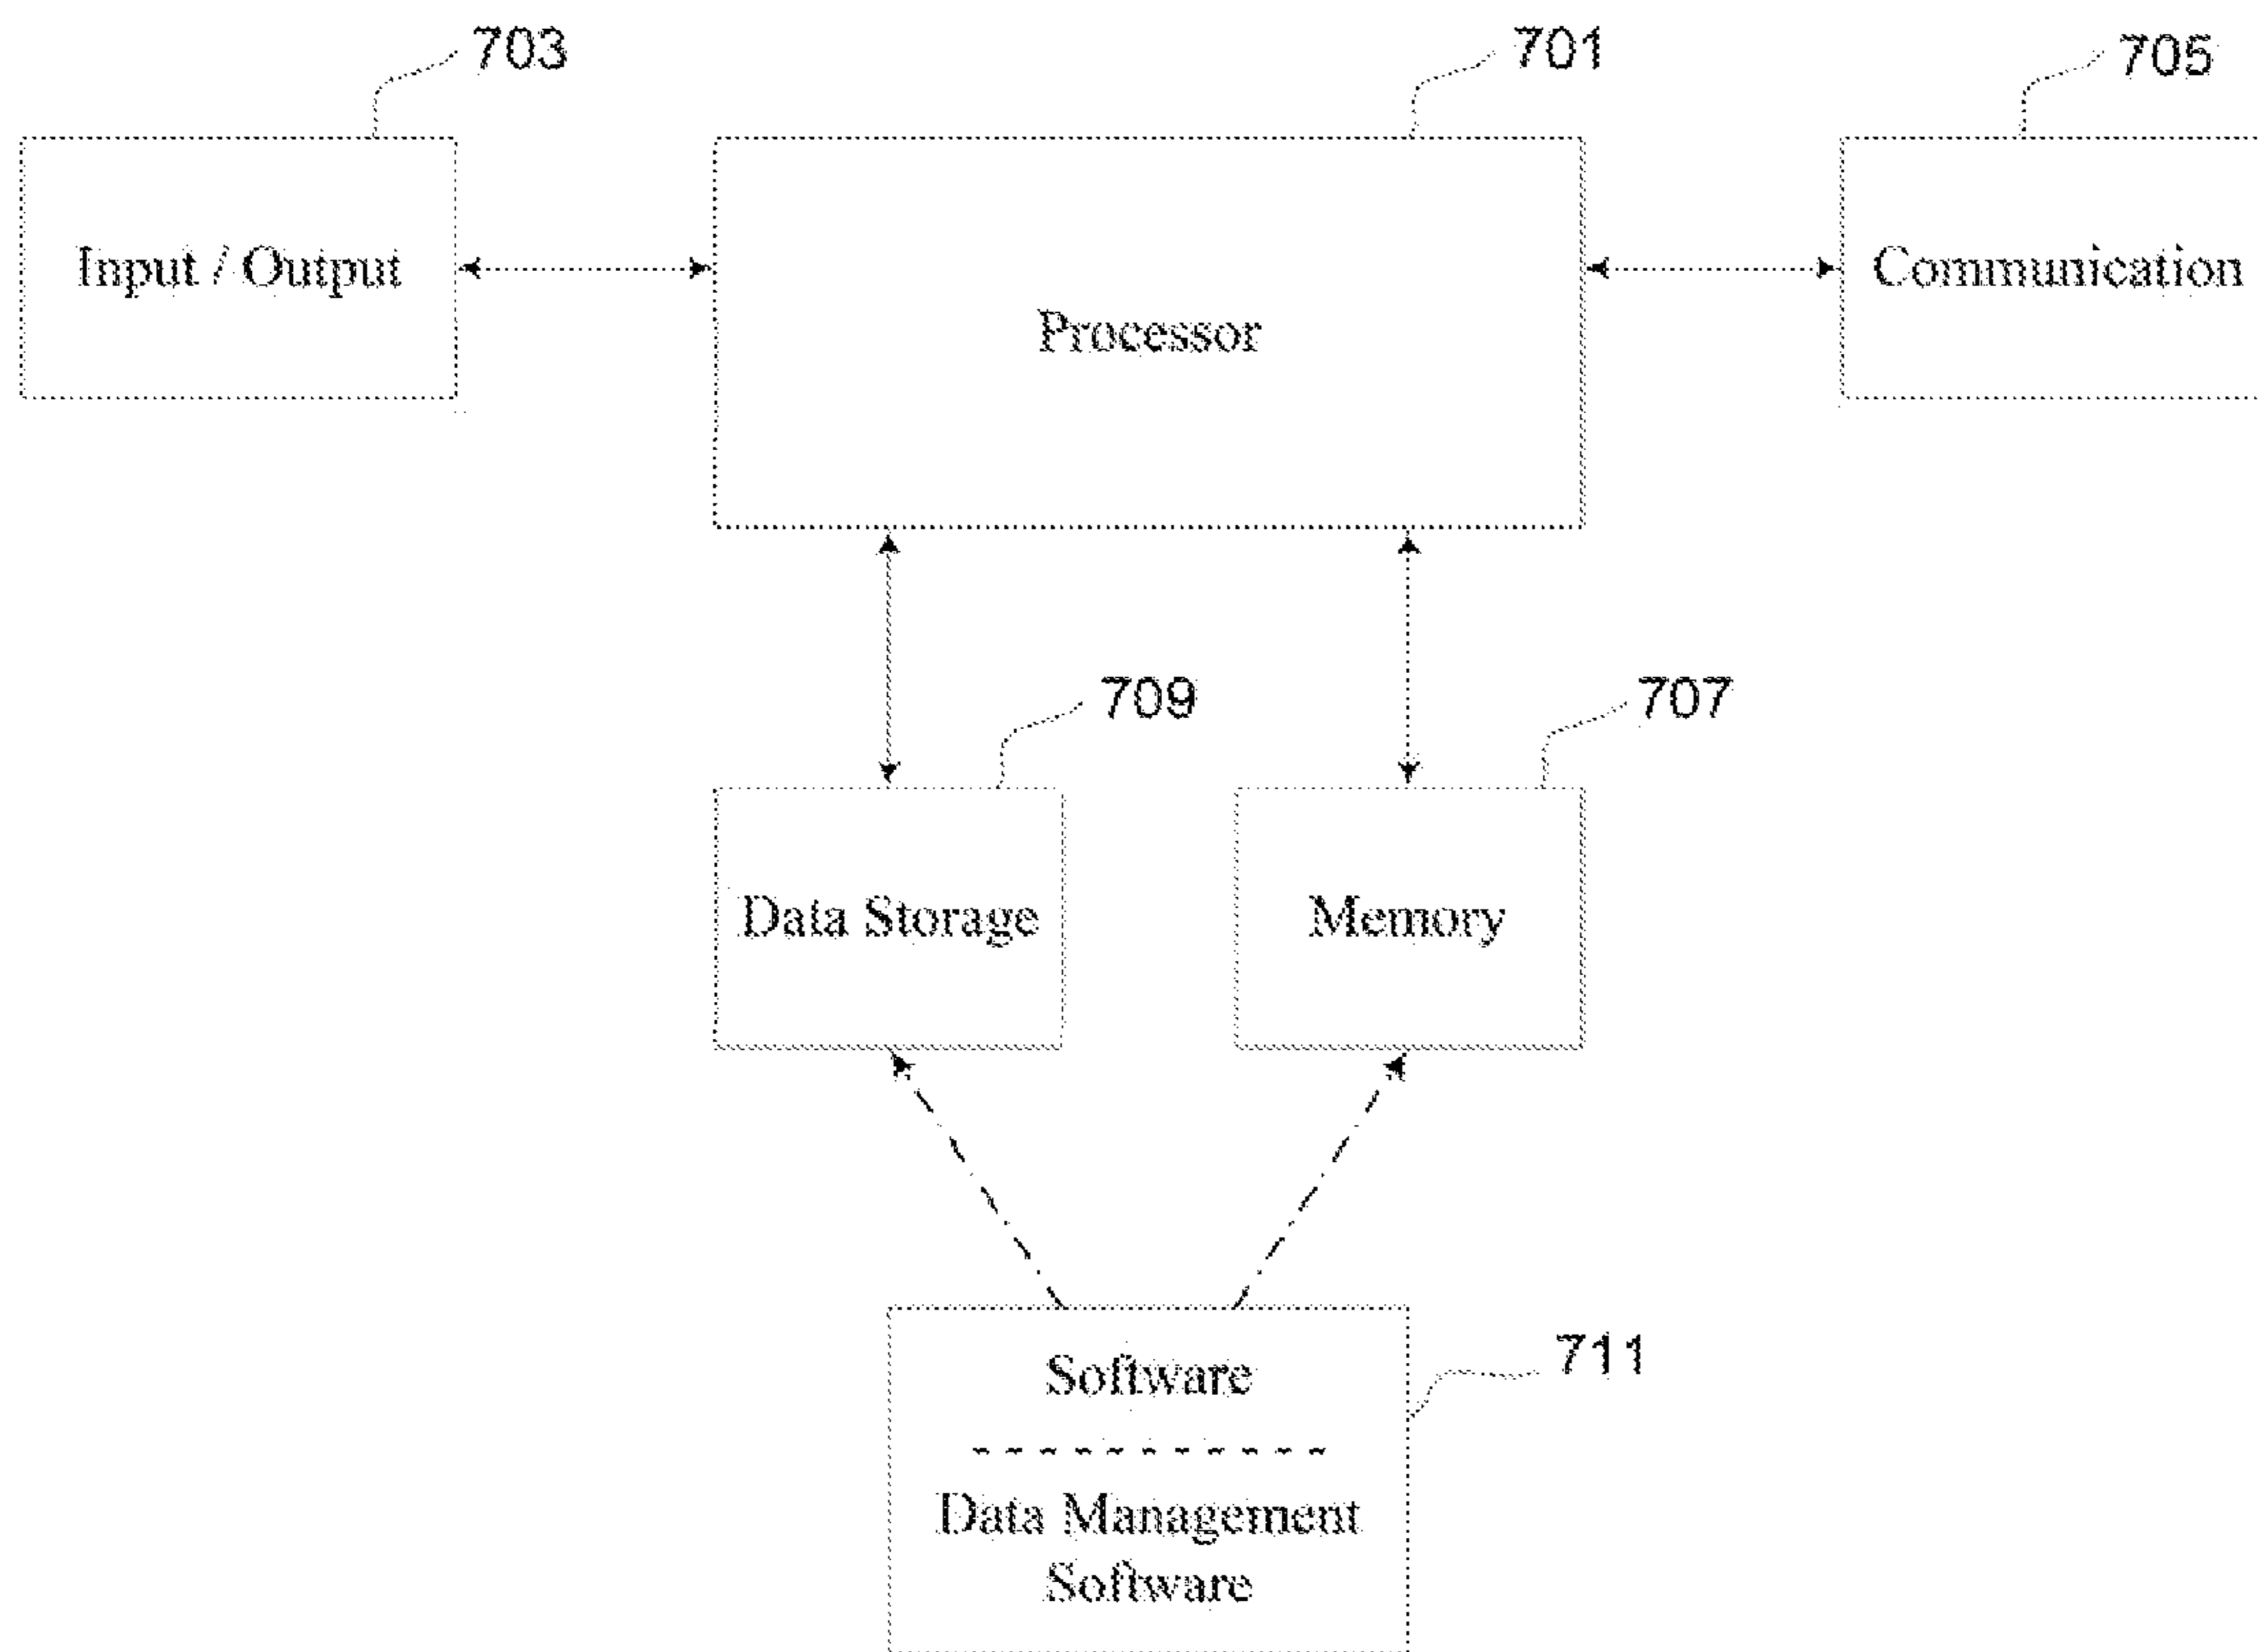 703
701
705
Input / Output
Processor
Communication
709
707
Data Storage
Memory
711
Software
Data Management
Software